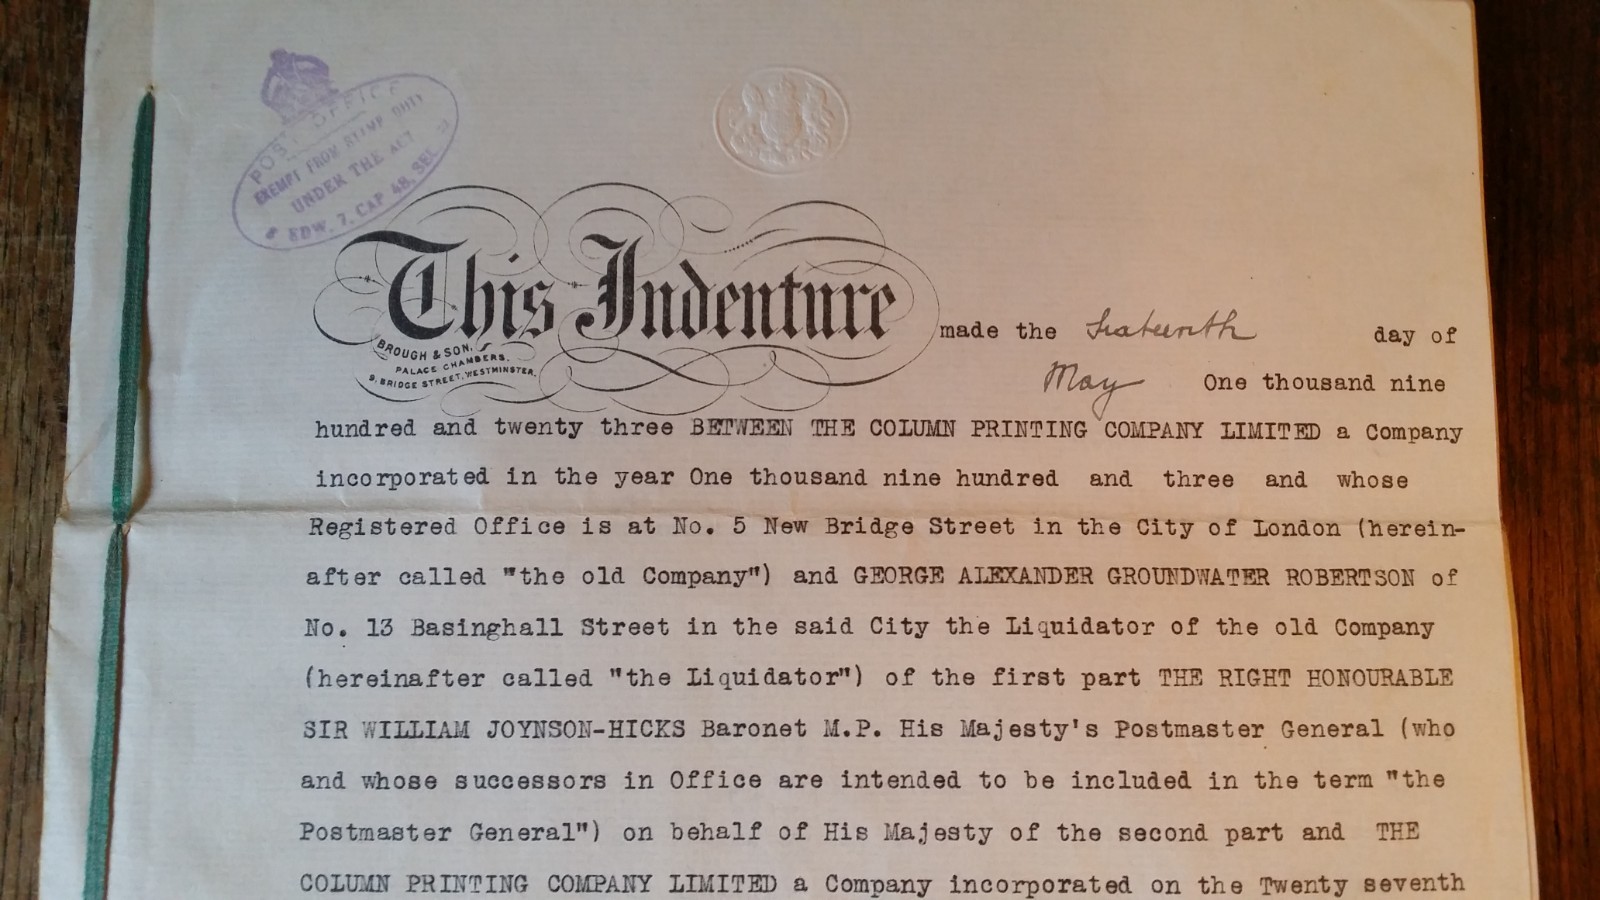 POST OFFICE
EXEMPT FROM STAMP DUTY
UNDER THE ACT
8 EDW. 7. CAP 48. SEC
This Indenture made the Sixteenth day of
BROUGH & SON,
PALACE CHAMBERS,
9, BRIDGE STREET, WESTMINSTER.
May One thousand nine
hundred and twenty three BETWEEN THE COLUMN PRINTING COMPANY LIMITED a Company
incorporated in the year One thousand nine hundred and three and whose
Registered Office is at No. 5 New Bridge Street in the City of London (herein-
after called "the old Company") and GEORGE ALEXANDER GROUNDWATER ROBERTSON of
No. 13 Basinghall Street in the said City the Liquidator of the old Company
(hereinafter called "the Liquidator") of the first part THE RIGHT HONOURABLE
SIR WILLIAM JOYNSON-HICKS Baronet M.P. His Majesty's Postmaster General (who
and whose successors in Office are intended to be included in the term "the
Postmaster General") on behalf of His Majesty of the second part and THE
COLUMN PRINTING COMPANY LIMITED a Company incorporated on the Twenty seventh